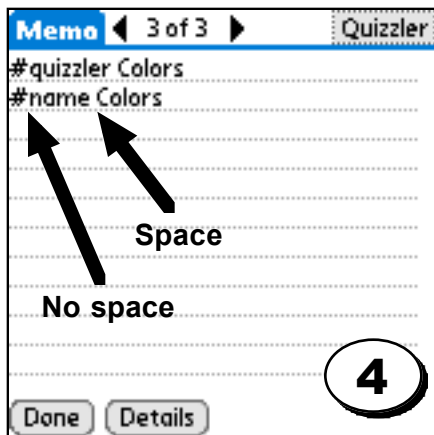 Memo 3 of 3 Quizzler
#quizzler Colors
#name Colors
Space
No space
4
Done Details